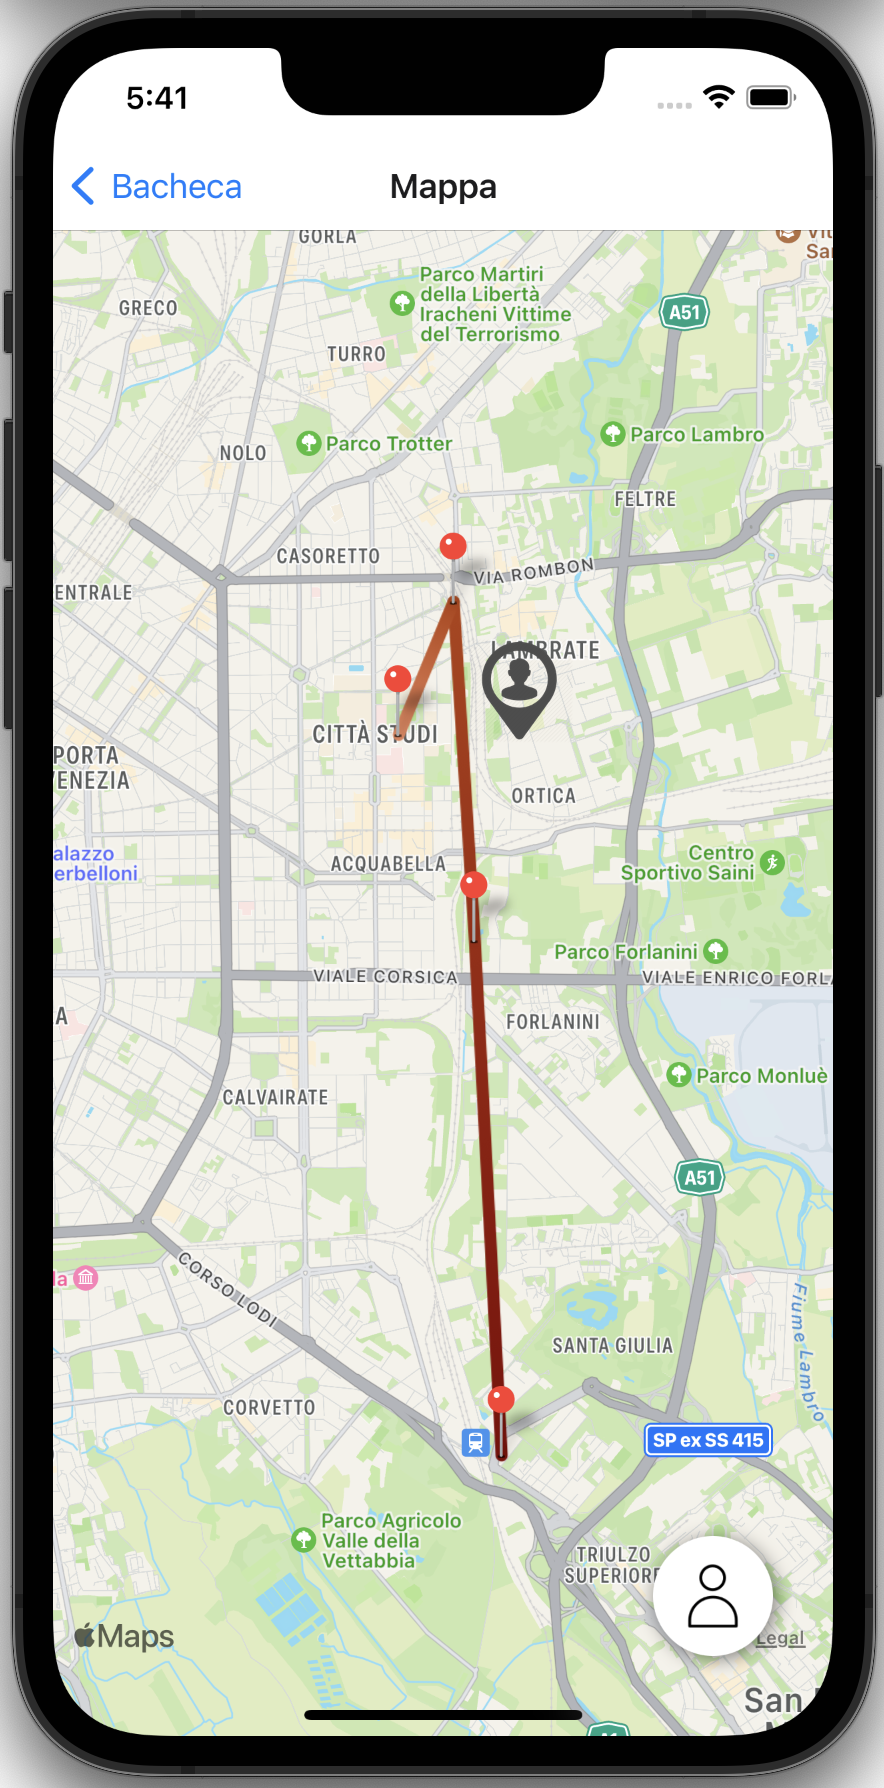 5:41
Bacheca
Mappa
GORLA
Parco Martiri
della Libertà
Iracheni Vittime
del Terrorismo
A51
GRECO
TURRO
NOLO
Parco Trotter
Parco Lambro
FELTRE
CASORETTO
VIA ROMBON
ENTRALE
LAMBRATE
CITTÀ STUDI
PORTA
VENEZIA
ORTICA
alazzo
erbelloni
ACQUABELLA
Centro
Sportivo Saini
Parco Forlanini
VIALE CORSICA
VIALE ENRICO FORLA
A
FORLANINI
Parco Monluè
CALVAIRATE
A51
la
CORSO LODI
Fiume Lambro
SANTA GIULIA
CORVETTO
SP ex SS 415
Parco Agricolo
Valle della
Vettabbia
TRIULZO
SUPERIORE
Maps
Legal
San